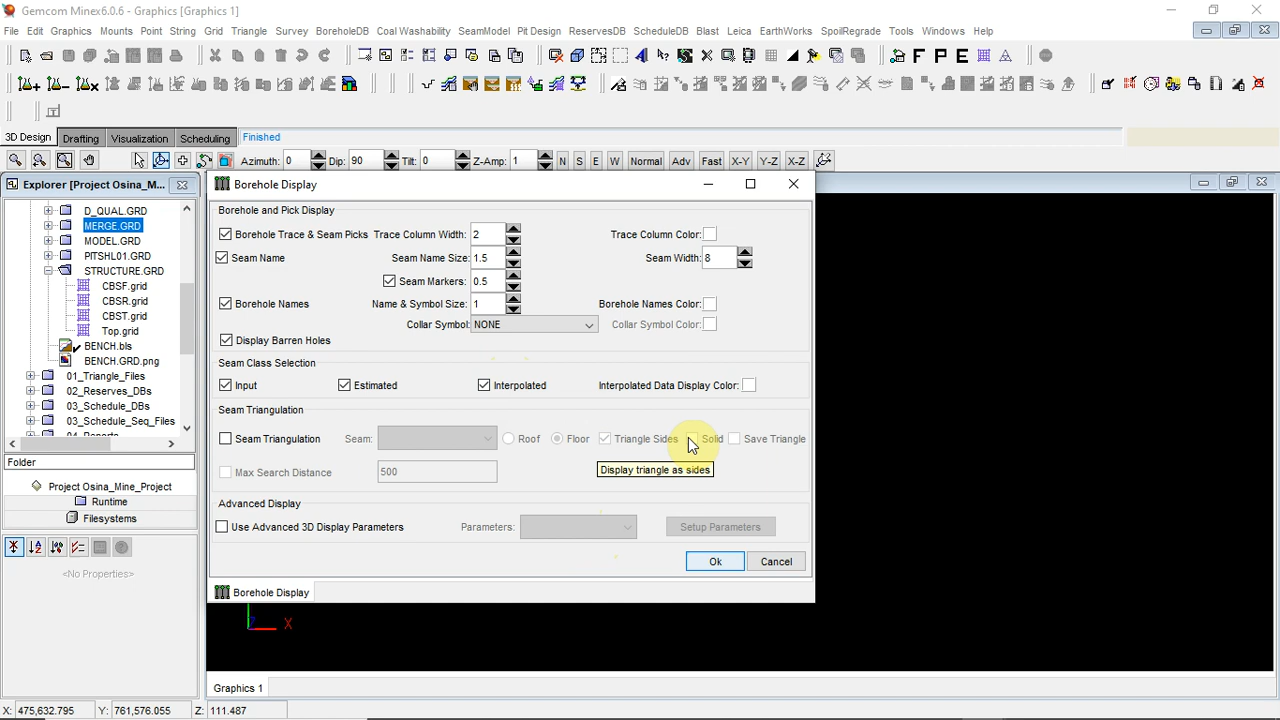 Gemcom Minex6.0.6 - Graphics [Graphics 1]
File Edit Graphics Mounts Point String Grid Triangle Survey BoreholeDB Coal Washability SeamModel Pit Design ReservesDB ScheduleDB Blast Leica EarthWorks SpoilRegrade Tools Windows Help
F P E
3D Design Drafting Visualization Scheduling Finished
Azimuth: 0 Dip: 90 Tilt: 0 Z-Amp: 1 N S E W Normal Adv Fast X-Y Y-Z X-Z
Explorer [Project Osina_M...
D_QUAL.GRD
MERGE.GRD
MODEL.GRD
PITSHL01.GRD
STRUCTURE.GRD
CBSF.grid
CBSR.grid
CBST.grid
Top.grid
BENCH.bls
BENCH.GRD.png
01_Triangle_Files
02_Reserves_DBs
03_Schedule_DBs
03_Schedule_Seq_Files
Folder
Project Osina_Mine_Project
Runtime
Filesystems
<No Properties>
Borehole Display
Borehole and Pick Display
Borehole Trace & Seam Picks Trace Column Width: 2 Trace Column Color:
Seam Name Seam Name Size: 1.5 Seam Width: 8
Seam Markers: 0.5
Borehole Names Name & Symbol Size: 1 Borehole Names Color:
Collar Symbol: NONE Collar Symbol Color:
Display Barren Holes
Seam Class Selection
Input Estimated Interpolated Interpolated Data Display Color:
Seam Triangulation
Seam Triangulation Seam: Roof Floor Triangle Sides Solid Save Triangle
Max Search Distance 500 Display triangle as sides
Advanced Display
Use Advanced 3D Display Parameters Parameters: Setup Parameters
Ok Cancel
Borehole Display
X
Graphics 1
X: 475,632.795 Y: 761,576.055 Z: 111.487